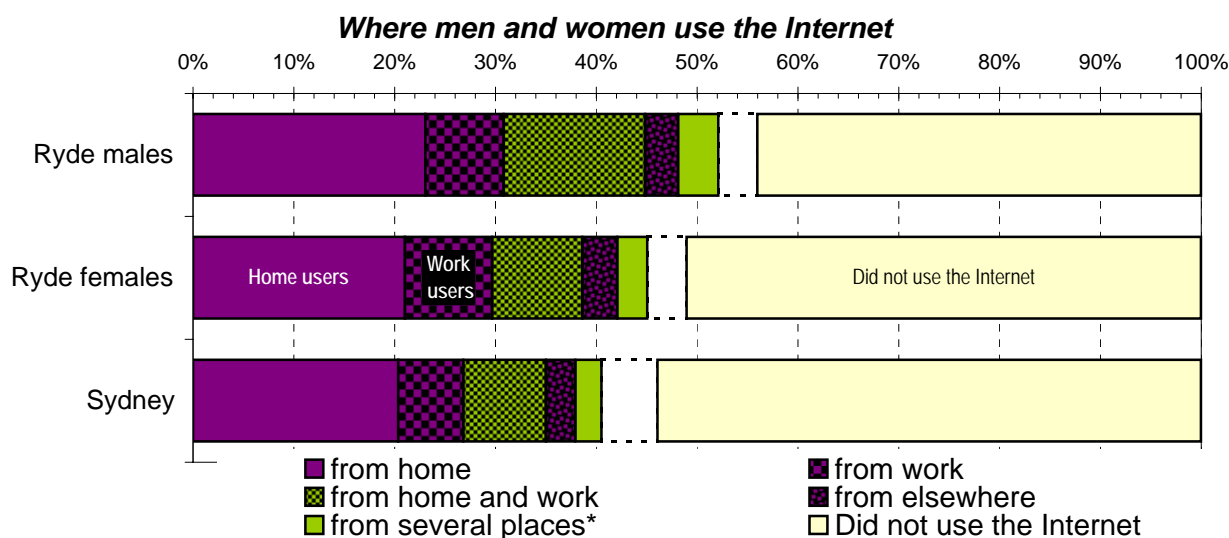 Where men and women use the Internet
0% 10% 20% 30% 40% 50% 60% 70% 80% 90% 100%
Ryde males
Ryde females
Home users
Work
users
Did not use the Internet
Sydney
from home
from work
from home and work
from elsewhere
from several places*
Did not use the Internet